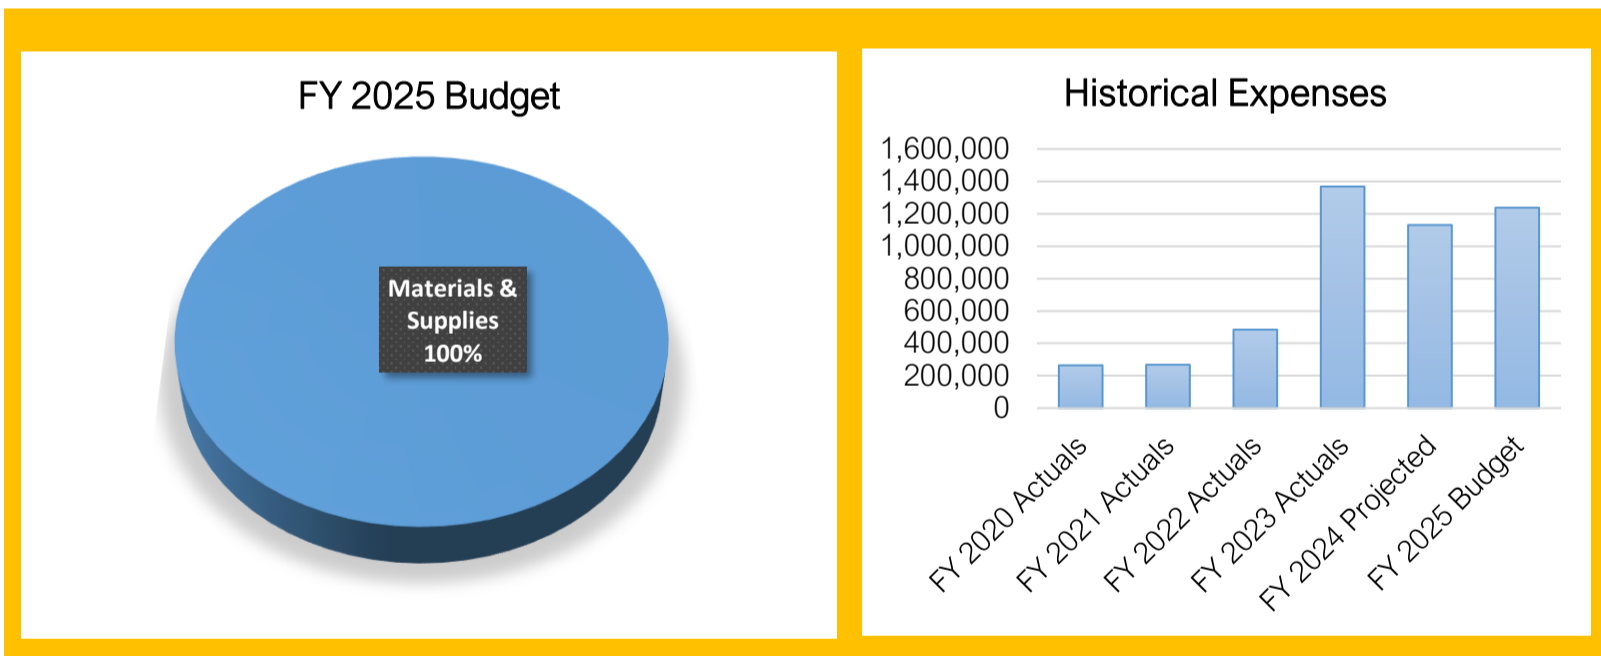 FY 2025 Budget
Materials &
Supplies
100%
Historical Expenses
1,600,000
1,400,000
1,200,000
1,000,000
800,000
600,000
400,000
200,000
0
FY 2020 Actuals
FY 2021 Actuals
FY 2022 Actuals
FY 2023 Actuals
FY 2024 Projected
FY 2025 Budget